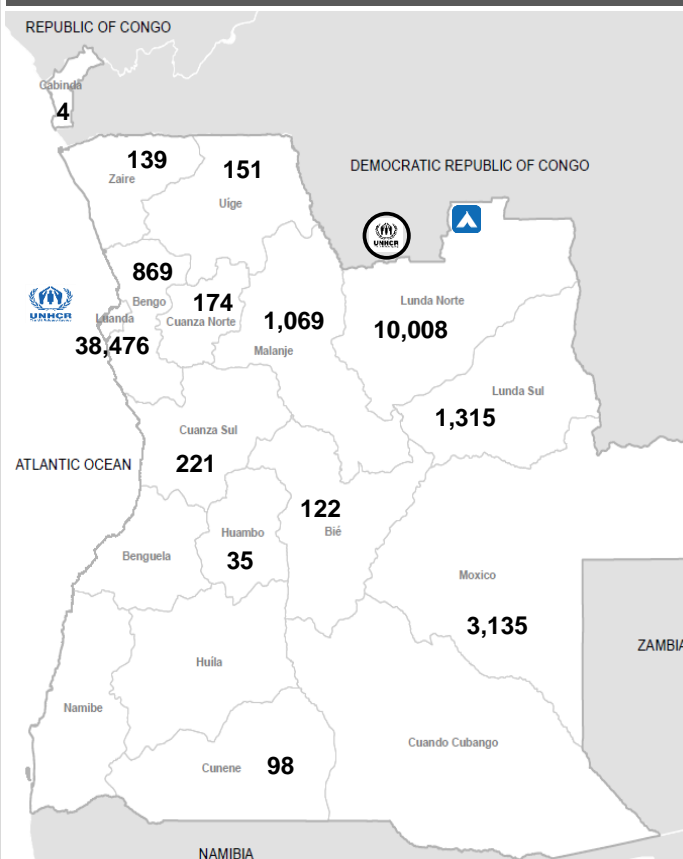 REPUBLIC OF CONGO
Cabinda
4
139
Zaire
151
Uíge
DEMOCRATIC REPUBLIC OF CONGO
UNHCR
869
Bengo
174
Cuanza Norte
1,069
Malanje
Lunda Norte
10,008
UNHCR
Luanda
38,476
Lunda Sul
1,315
Cuanza Sul
221
ATLANTIC OCEAN
122
Bié
Huambo
35
Benguela
Moxico
3,135
ZAMBIA
Huíla
Namibe
Cuando Cubango
Cunene
98
NAMIBIA